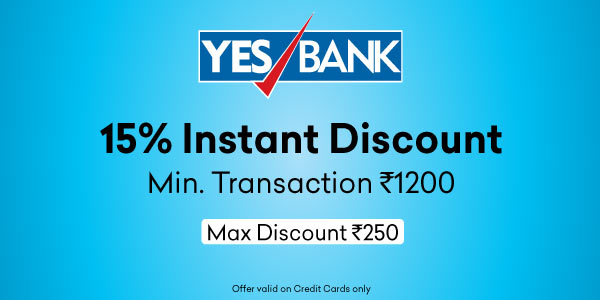 YES BANK
15% Instant Discount
Min. Transaction ₹1200
Max Discount ₹250
Offer valid on Credit Cards only